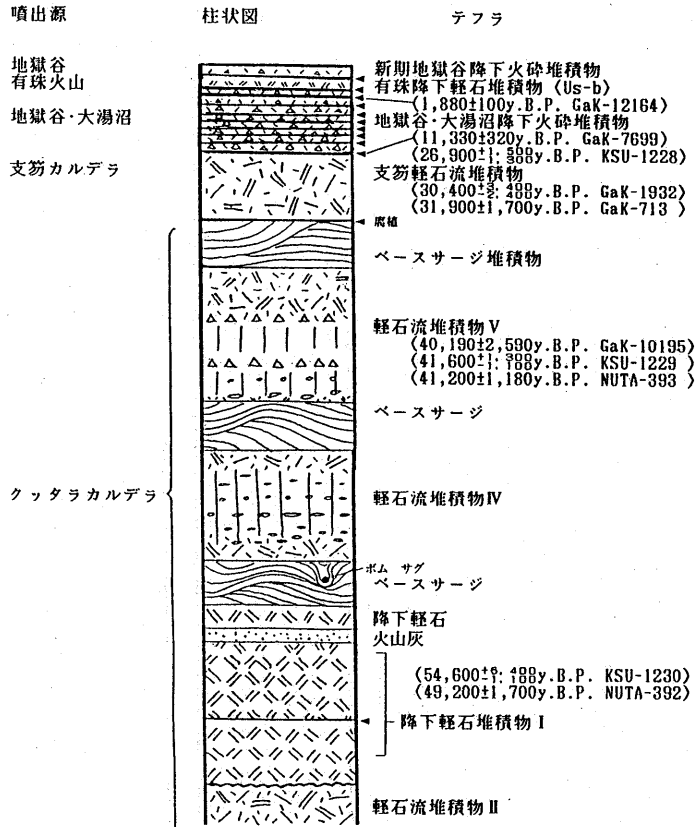 噴出源 柱状図 テフラ
地獄谷 新期地獄谷降下火砕堆積物
有珠火山 有珠降下軽石堆積物 (Us-b)
(1,880±100y.B.P. GaK-12164)
地獄谷・大湯沼 地獄谷・大湯沼降下火砕堆積物
(11,330±320y.B.P. GaK-7699)
(26,900 y.B.P. KSU-1228)
支笏カルデラ 支笏軽石流堆積物
(30,400 y.B.P. GaK-1932)
(31,900±1,700y.B.P. GaK-713)
腐植
ベースサージ堆積物
軽石流堆積物Ⅴ
(40,190±2,590y.B.P. GaK-10195)
(41,600 y.B.P. KSU-1229 )
(41,200±1,180y.B.P. NUTA-393 )
ベースサージ
クッタラカルデラ 軽石流堆積物Ⅳ
ボム サグ
ベースサージ
降下軽石
火山灰
(54,600 y.B.P. KSU-1230)
(49,200±1,700y.B.P. NUTA-392)
降下軽石堆積物Ⅰ
軽石流堆積物Ⅱ